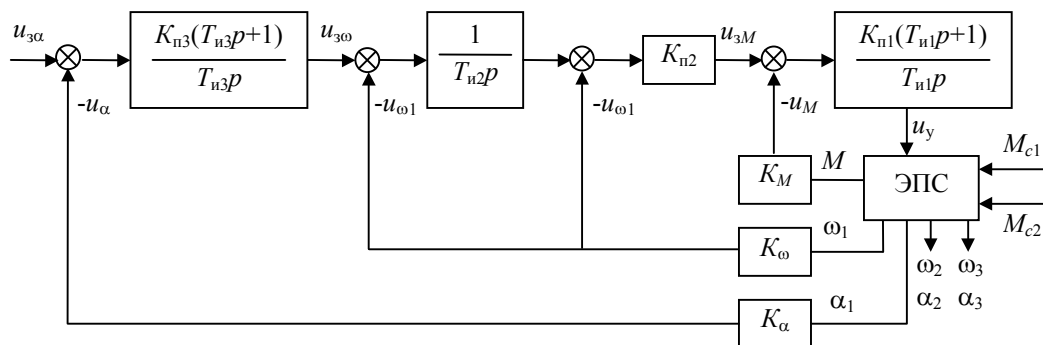 u_зα
K_п3(T_и3p+1)
T_и3p
u_зω
1
T_и2p
K_п2
u_зM
K_п1(T_и1p+1)
T_и1p
-u_α
-u_ω1
-u_ω1
-u_M
u_у
K_M
M
ЭПС
M_c1
M_c2
K_ω
ω_1
ω_2
ω_3
α_2
α_3
K_α
α_1